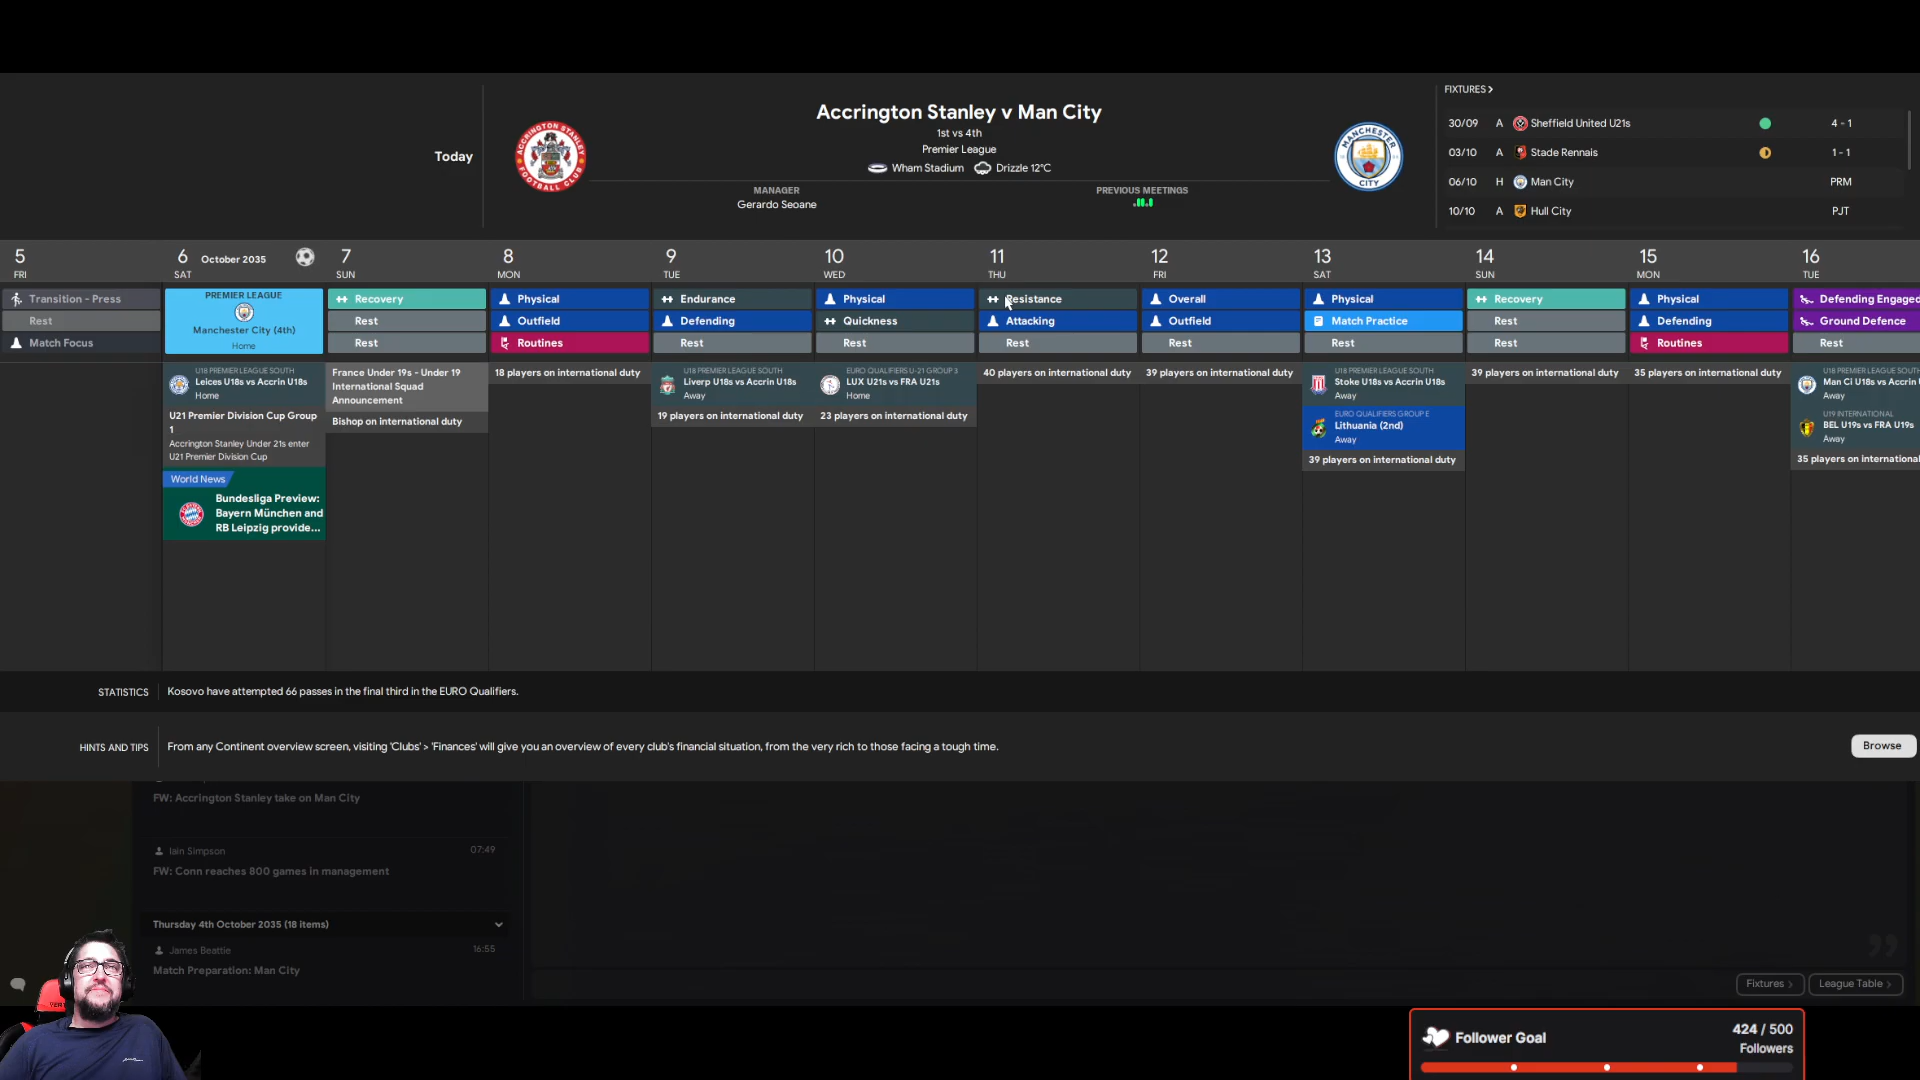 Today
Accrington Stanley v Man City
1st vs 4th
Premier League
Wham Stadium Drizzle 12°C
MANAGER
Gerardo Seoane
PREVIOUS MEETINGS
FIXTURES
30/09 A Sheffield United U21s 4 - 1
03/10 A Stade Rennais 1 - 1
06/10 H Man City PRM
10/10 A Hull City PJT
5 FRI
Transition - Press
Rest
Match Focus
6 SAT October 2035
PREMIER LEAGUE
Manchester City (4th)
Home
U18 PREMIER LEAGUE SOUTH
Leices U18s vs Accrin U18s
Home
U21 Premier Division Cup Group
1
Accrington Stanley Under 21s enter
U21 Premier Division Cup
World News
Bundesliga Preview:
Bayern München and
RB Leipzig provide...
7 SUN
Recovery
Rest
Rest
France Under 19s - Under 19
International Squad
Announcement
Bishop on international duty
8 MON
Physical
Outfield
Routines
18 players on international duty
9 TUE
Endurance
Defending
Rest
U18 PREMIER LEAGUE SOUTH
Liverp U18s vs Accrin U18s
Away
19 players on international duty
10 WED
Physical
Quickness
Rest
EURO QUALIFIERS U-21 GROUP 3
LUX U21s vs FRA U21s
Home
23 players on international duty
11 THU
Resistance
Attacking
Rest
40 players on international duty
12 FRI
Overall
Outfield
Rest
39 players on international duty
13 SAT
Physical
Match Practice
Rest
U18 PREMIER LEAGUE SOUTH
Stoke U18s vs Accrin U18s
Away
EURO QUALIFIERS GROUP E
Lithuania (2nd)
Away
39 players on international duty
14 SUN
Recovery
Rest
Rest
39 players on international duty
15 MON
Physical
Defending
Routines
35 players on international duty
16 TUE
Defending Engaged
Ground Defence
Rest
U18 PREMIER LEAGUE SOUTH
Man Ci U18s vs Accrin U
Away
U19 INTERNATIONAL
BEL U19s vs FRA U19s
Away
35 players on international
STATISTICS Kosovo have attempted 66 passes in the final third in the EURO Qualifiers.
HINTS AND TIPS From any Continent overview screen, visiting 'Clubs' > 'Finances' will give you an overview of every club's financial situation, from the very rich to those facing a tough time.
Browse
FW: Accrington Stanley take on Man City
Iain Simpson 07:49
FW: Conn reaches 800 games in management
Thursday 4th October 2035 (18 items)
James Beattie 16:55
Match Preparation: Man City
Fixtures
League Table
Follower Goal 424 / 500
Followers